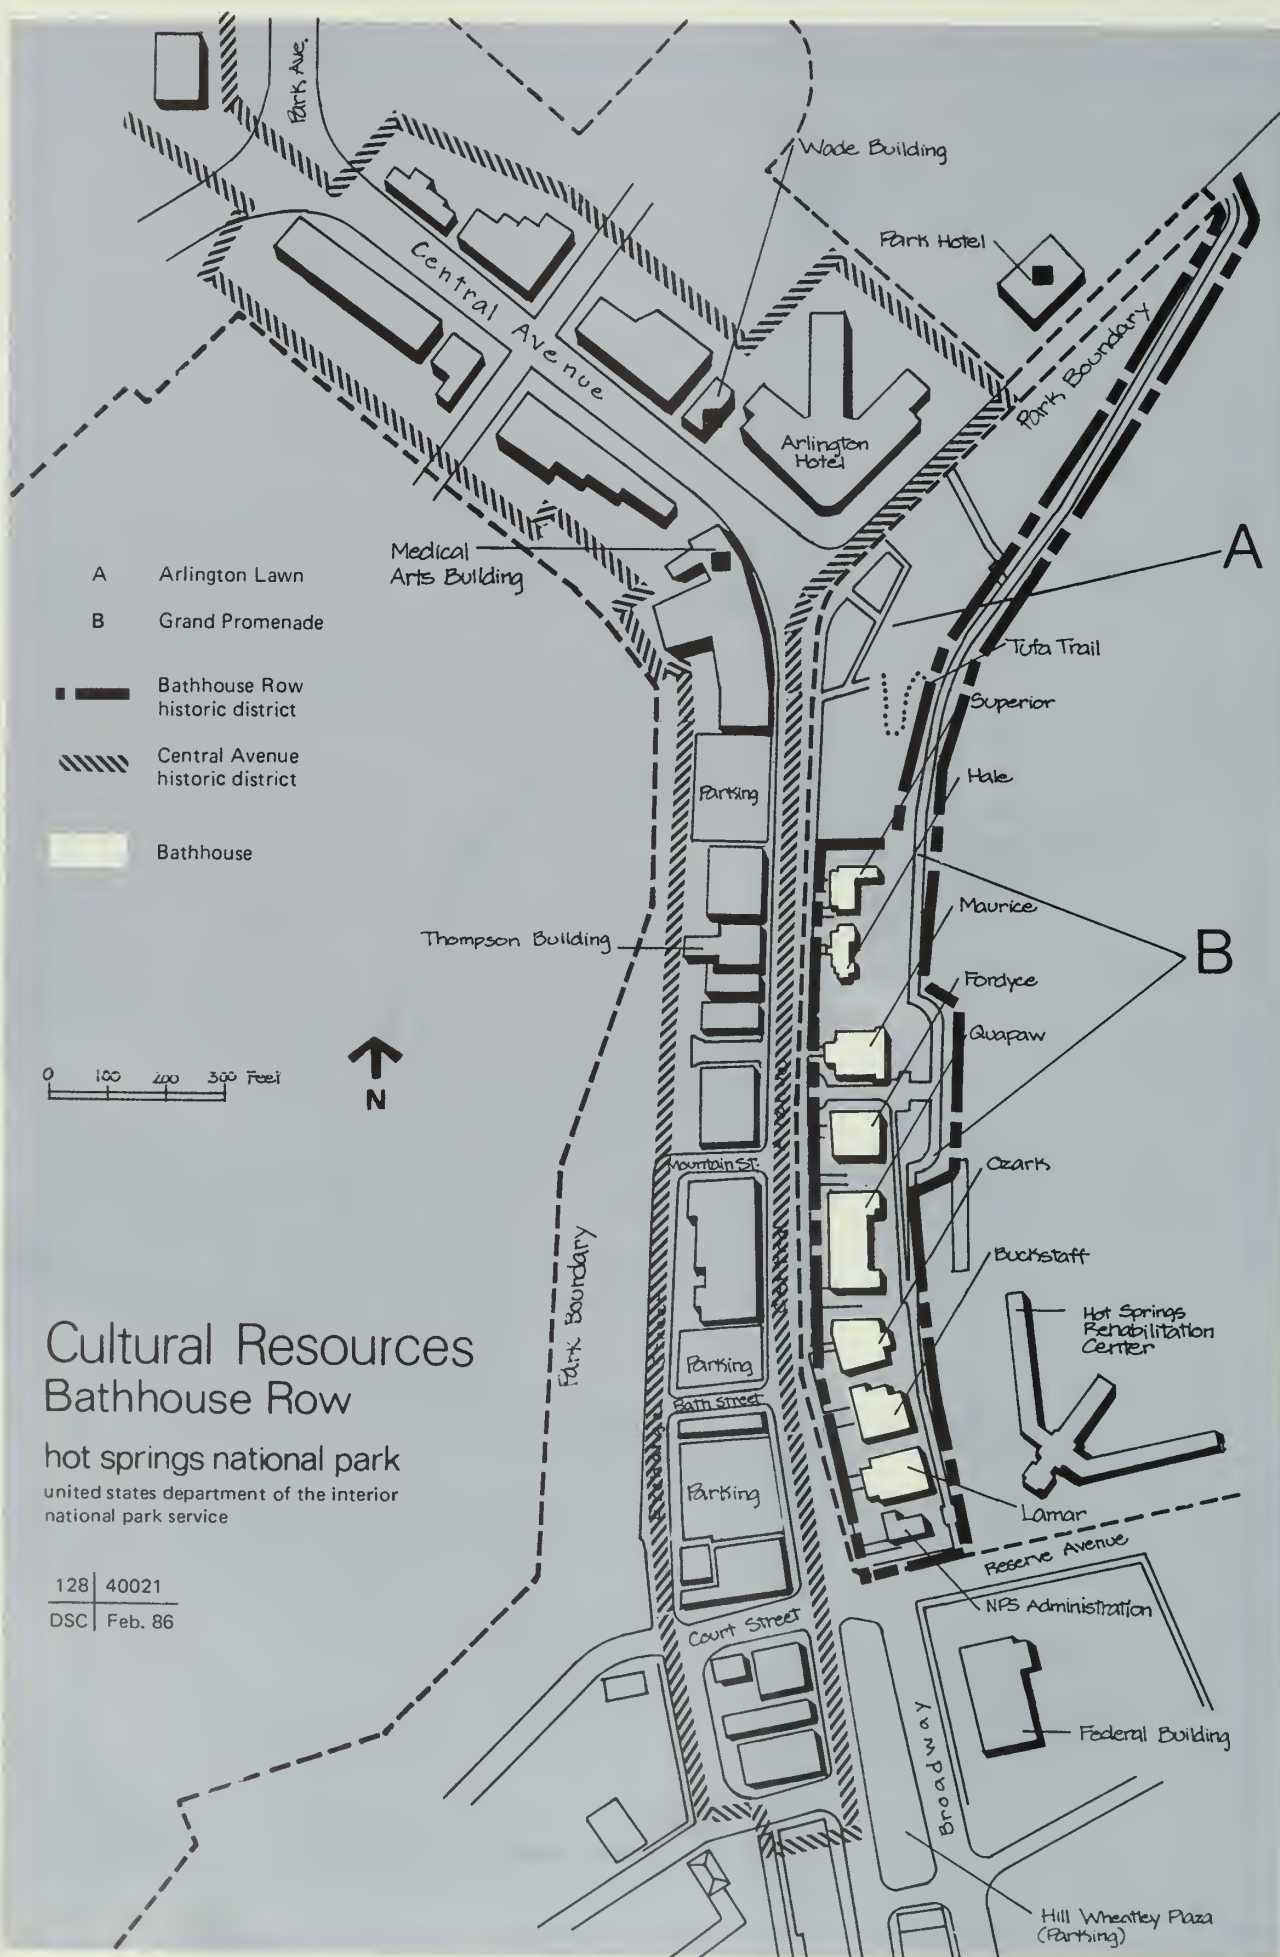 Park Ave.
Wade Building
Park Hotel
Central Avenue
Park Boundary
Arlington
Hotel
A
Medical
Arts Building
A Arlington Lawn
B Grand Promenade
Bathhouse Row
historic district
Central Avenue
historic district
Bathhouse
Tufa Trail
Superior
Hale
Parking
Maurice
Thompson Building
B
Fordyce
Quapaw
0 100 200 300 Feet
N
Mountain St.
Ozark
Park Boundary
Buckstaff
Hot Springs
Rehabilitation
Center
Parking
Bath Street
Parking
Lamar
Reserve Avenue
NPS Administration
Court Street
Broadway
Federal Building
Hill Wheatley Plaza
(Parking)
Cultural Resources
Bathhouse Row
hot springs national park
united states department of the interior
national park service
128 40021
DSC Feb. 86